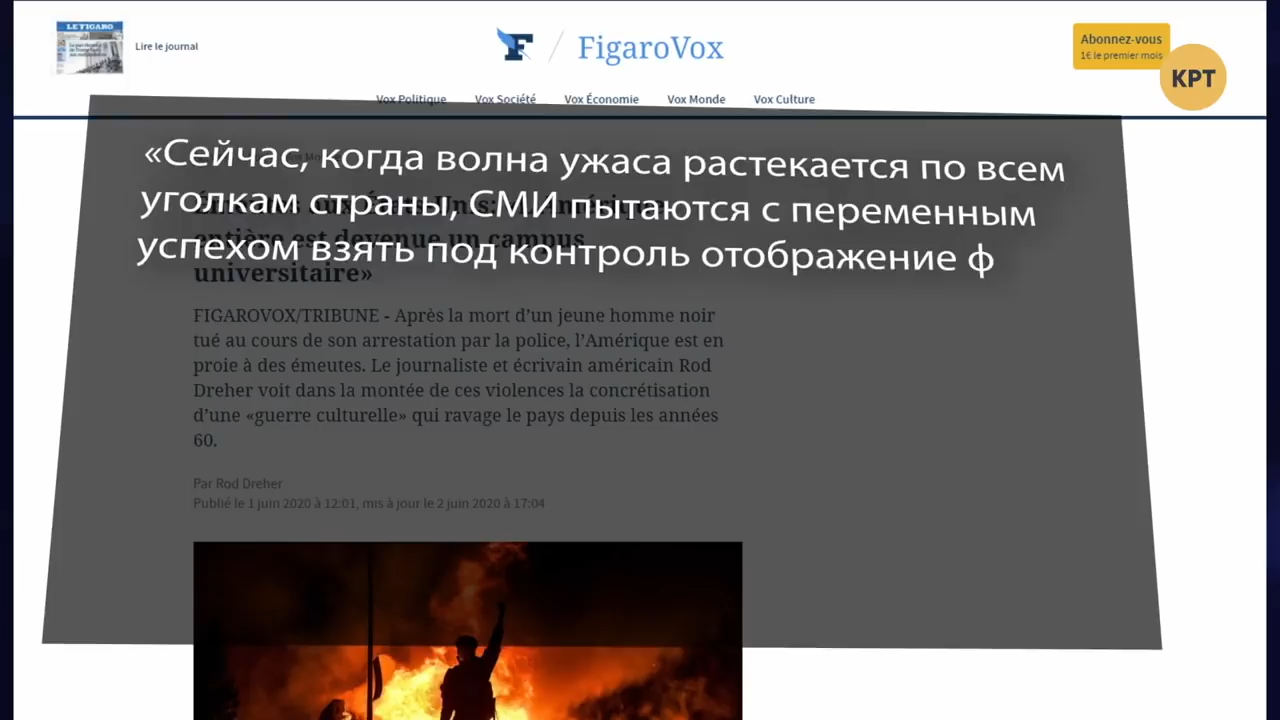 LE FIGARO
Lire le journal
F / FigaroVox
Abonnez-vous
1€ le premier mois
КРТ
Vox Politique Vox Société Vox Économie Vox Monde Vox Culture
«Сейчас, когда волна ужаса растекается по всем
уголкам страны, СМИ пытаются с переменным
успехом взять под контроль отображение ф
entière est devenue un campus
universitaire»
FIGAROVOX/TRIBUNE - Après la mort d’un jeune homme noir
tué au cours de son arrestation par la police, l’Amérique est en
proie à des émeutes. Le journaliste et écrivain américain Rod
Dreher voit dans la montée de ces violences la concrétisation
d’une «guerre culturelle» qui ravage le pays depuis les années
60.
Par Rod Dreher
Publié le 1 juin 2020 à 12:01, mis à jour le 2 juin 2020 à 17:04